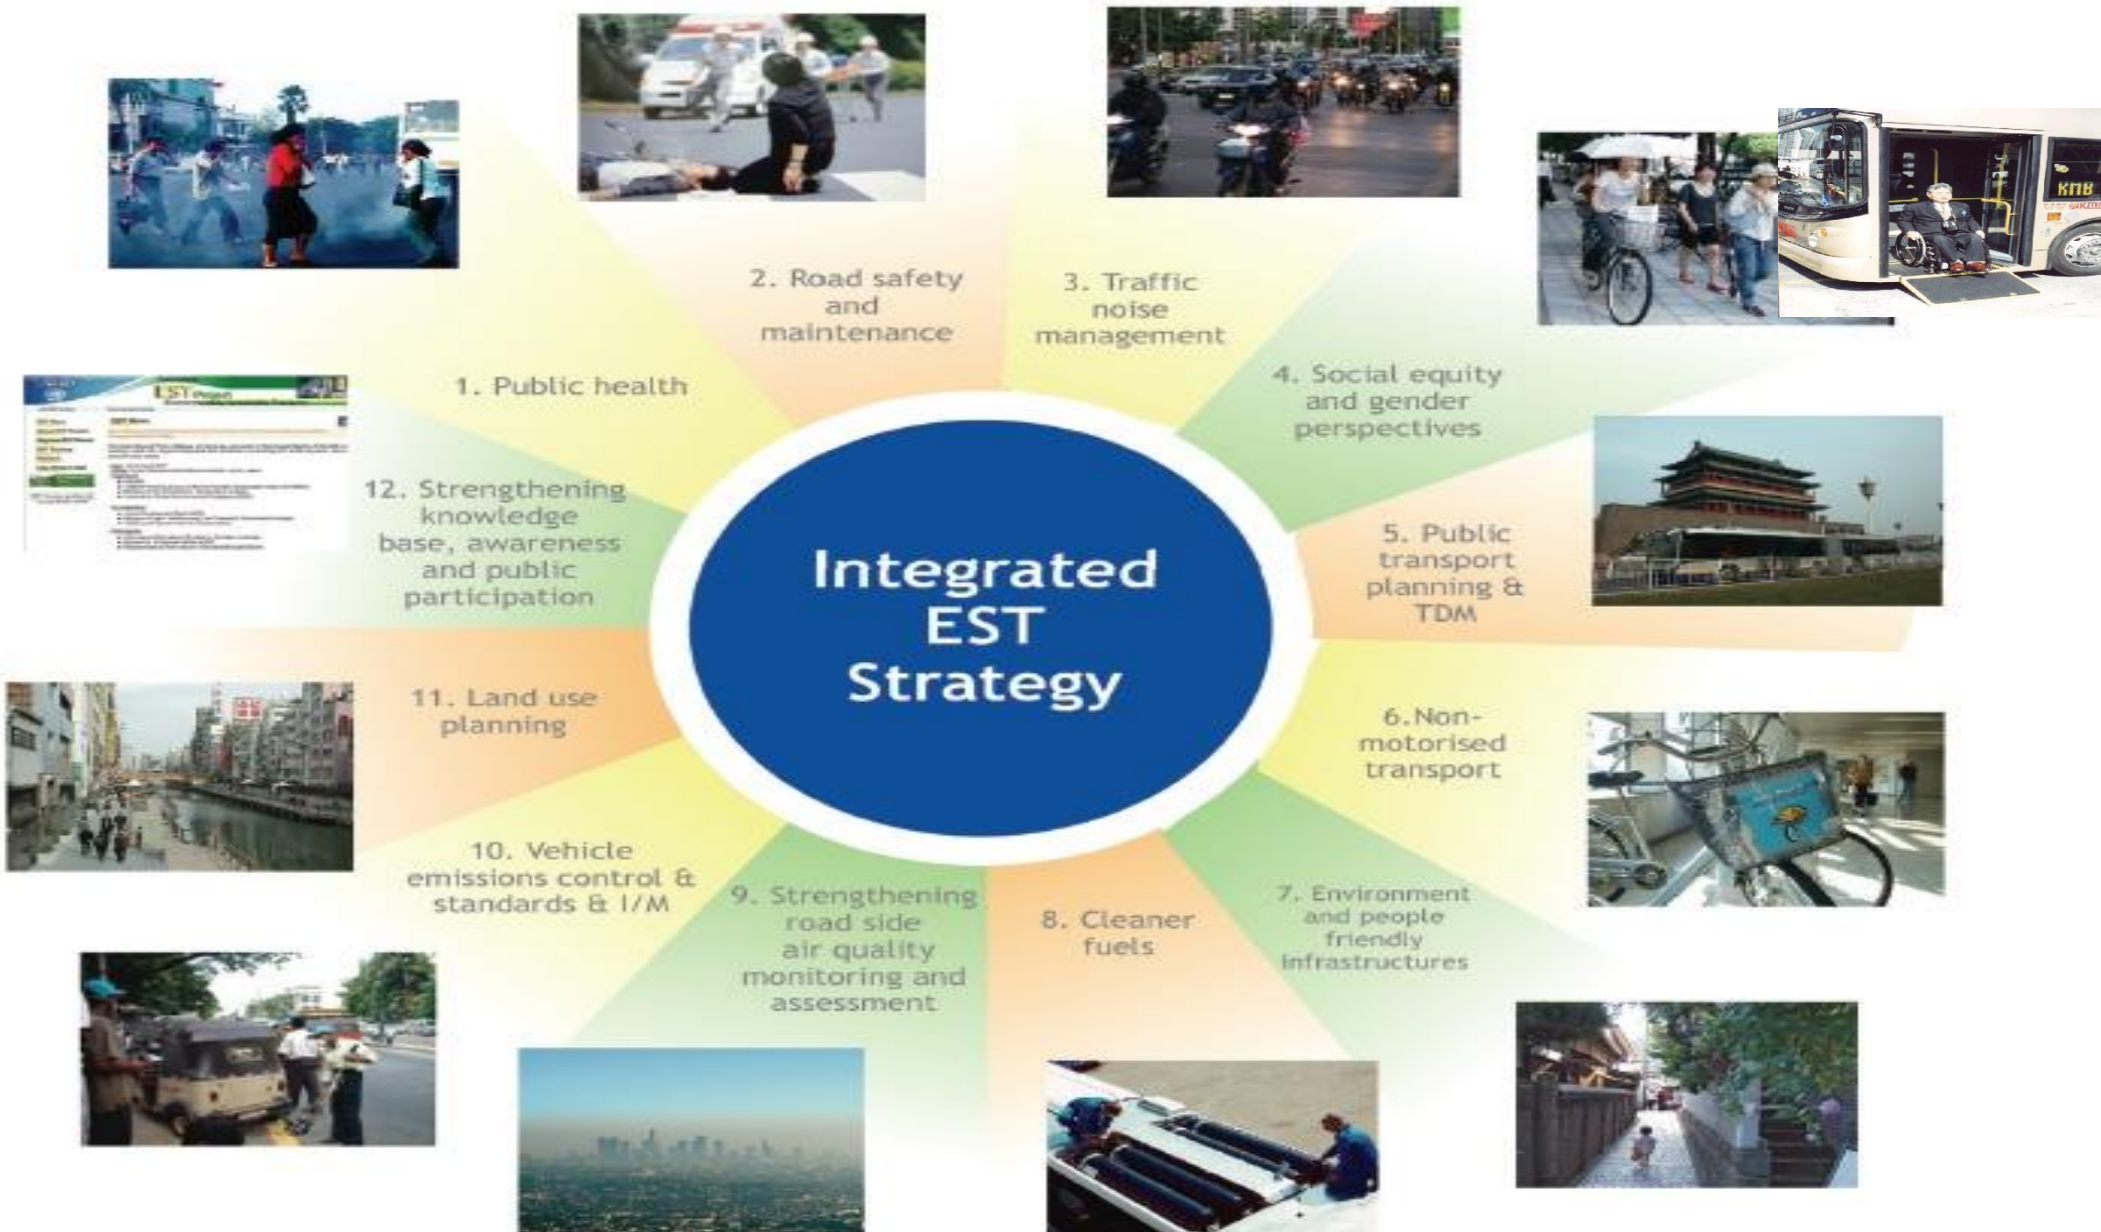 2. Road safety
and
maintenance
3. Traffic
noise
management
1. Public health
4. Social equity
and gender
perspectives
12. Strengthening
knowledge
base, awareness
and public
participation
Integrated
EST
Strategy
5. Public
transport
planning &
TDM
11. Land use
planning
6.Non-
motorised
transport
10. Vehicle
emissions control &
standards & I/M
9. Strengthening
road side
air quality
monitoring and
assessment
8. Cleaner
fuels
7. Environment
and people
friendly
infrastructures
EST Project
KMB